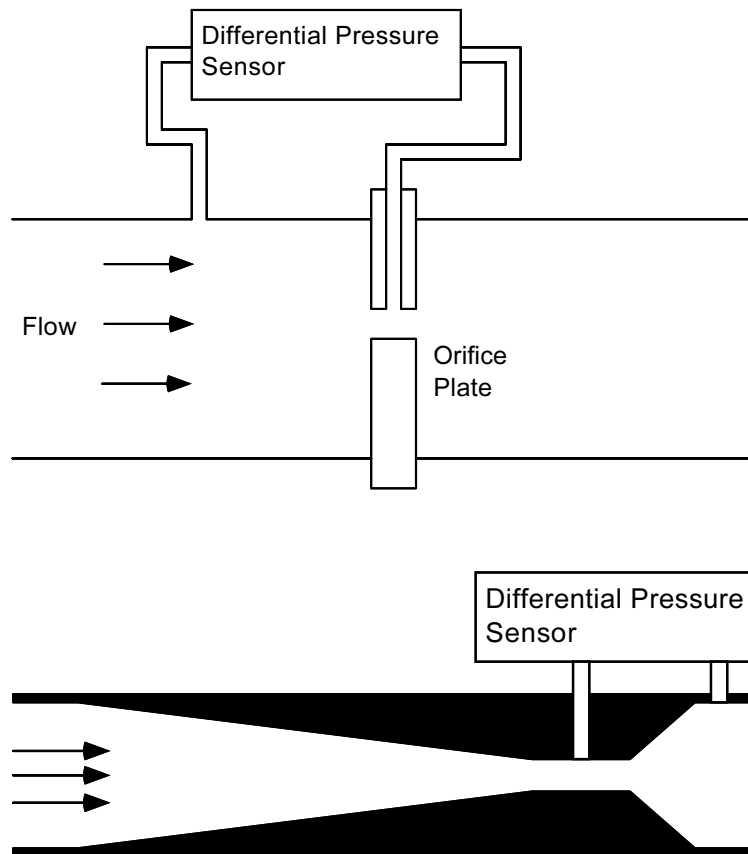 Differential Pressure
Sensor
Flow
Orifice
Plate
Differential Pressure
Sensor